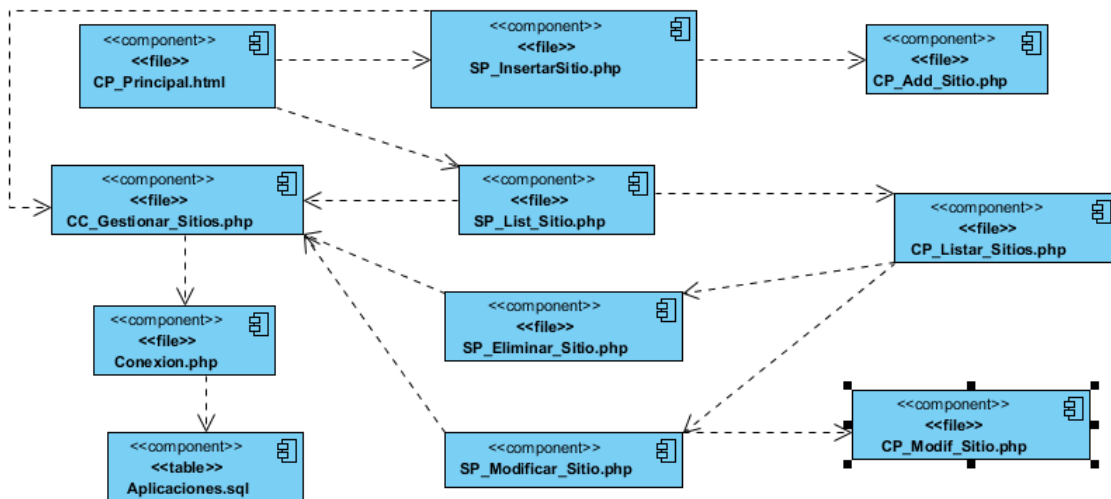 <<component>>
<<file>>
CP_Principal.html
<<component>>
<<file>>
SP_InsertarSitio.php
<<component>>
<<file>>
CP_Add_Sitio.php
<<component>>
<<file>>
CC_Gestionar_Sitios.php
<<component>>
<<file>>
SP_List_Sitio.php
<<component>>
<<file>>
CP_Listar_Sitios.php
<<component>>
<<file>>
Conexion.php
<<component>>
<<file>>
SP_Eliminar_Sitio.php
<<component>>
<<table>>
Aplicaciones.sql
<<component>>
<<file>>
SP_Modificar_Sitio.php
<<component>>
<<file>>
CP_Modif_Sitio.php